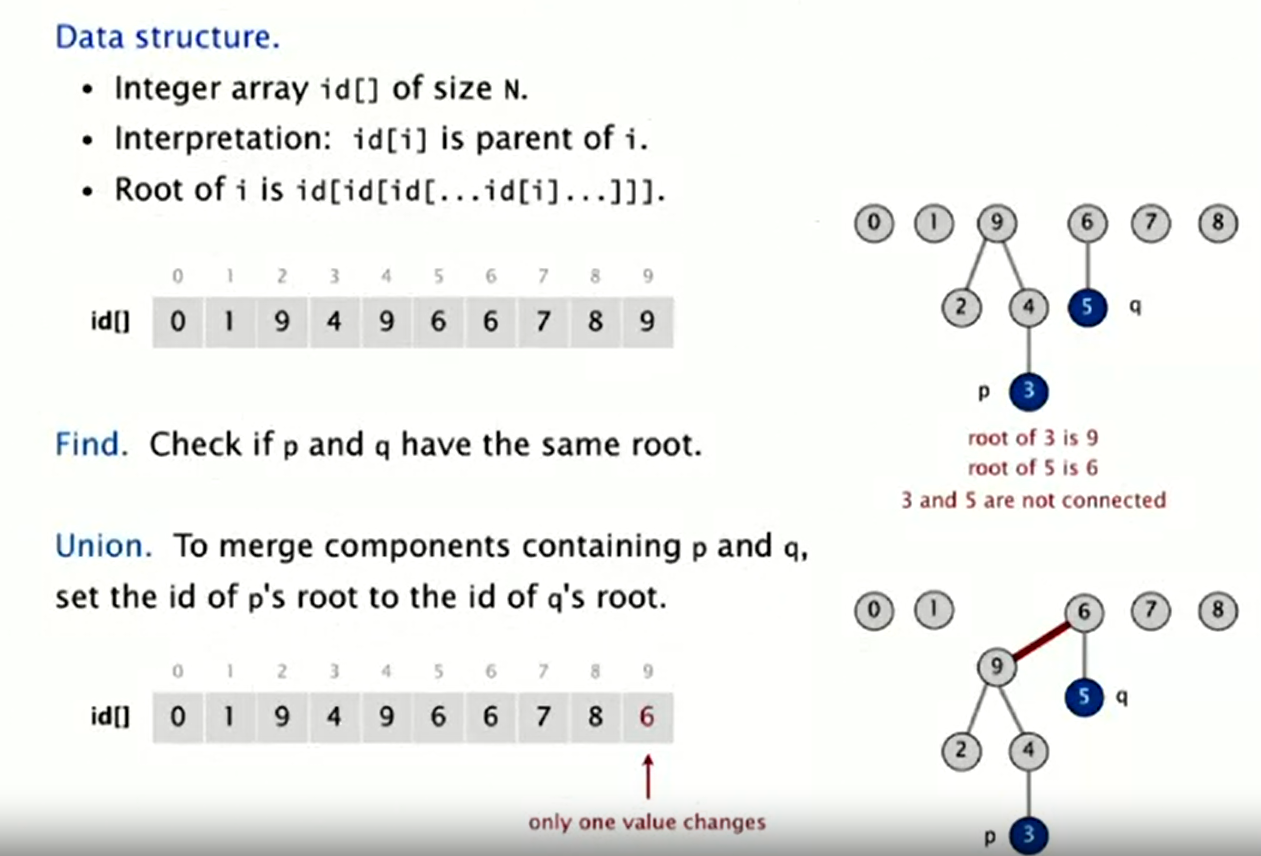 Data structure.
• Integer array id[] of size N.
• Interpretation: id[i] is parent of i.
• Root of i is id[id[id[...id[i]...]]].
0 1 2 3 4 5 6 7 8 9
id[] 0 1 9 4 9 6 6 7 8 9
0 1 9 6 7 8
2 4 5 q
p 3
root of 3 is 9
root of 5 is 6
3 and 5 are not connected
Find. Check if p and q have the same root.
Union. To merge components containing p and q,
set the id of p's root to the id of q's root.
0 1 2 3 4 5 6 7 8 9
id[] 0 1 9 4 9 6 6 7 8 6
only one value changes
0 1 6 7 8
9
5 q
2 4
p 3